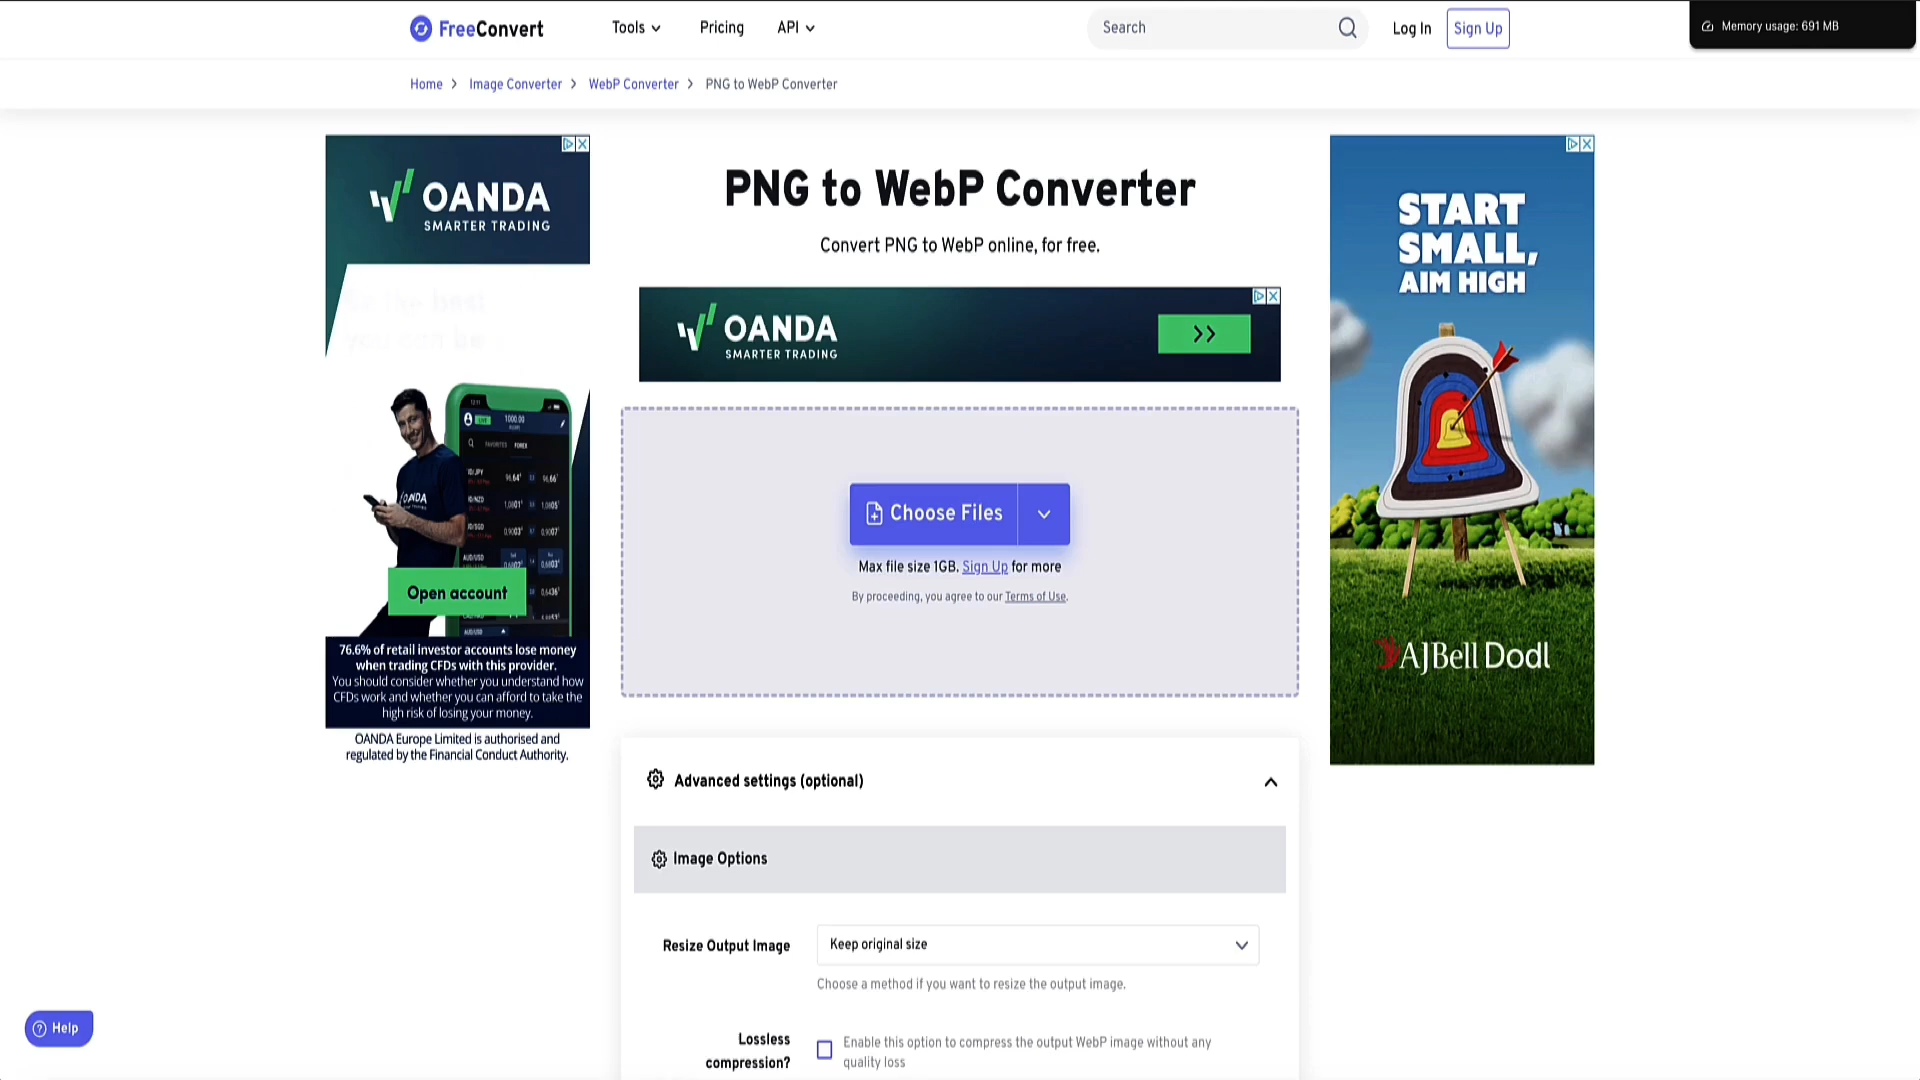 FreeConvert
Tools
Pricing
API
Search
Log In
Sign Up
Memory usage: 691 MB
Home > Image Converter > WebP Converter > PNG to WebP Converter
OANDA
SMARTER TRADING
Open account
76.6% of retail investor accounts lose money
when trading CFDs with this provider.
You should consider whether you understand how
CFDs work and whether you can afford to take the
high risk of losing your money.
OANDA Europe Limited is authorised and
regulated by the Financial Conduct Authority.
PNG to WebP Converter
Convert PNG to WebP online, for free.
OANDA
SMARTER TRADING
Choose Files
Max file size 1GB. Sign Up for more
By proceeding, you agree to our Terms of Use.
START
SMALL,
AIM HIGH
AJBell Dodl
Advanced settings (optional)
Image Options
Resize Output Image
Keep original size
Choose a method if you want to resize the output image.
Lossless
compression?
Enable this option to compress the output WebP image without any
quality loss
Help